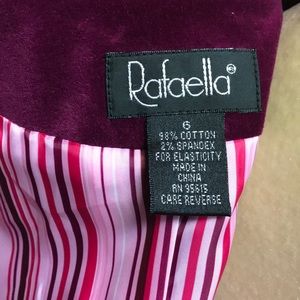 Rafaella®
6
98% COTTON
2% SPANDEX
FOR ELASTICITY
MADE IN
CHINA
RN 95615
CARE REVERSE